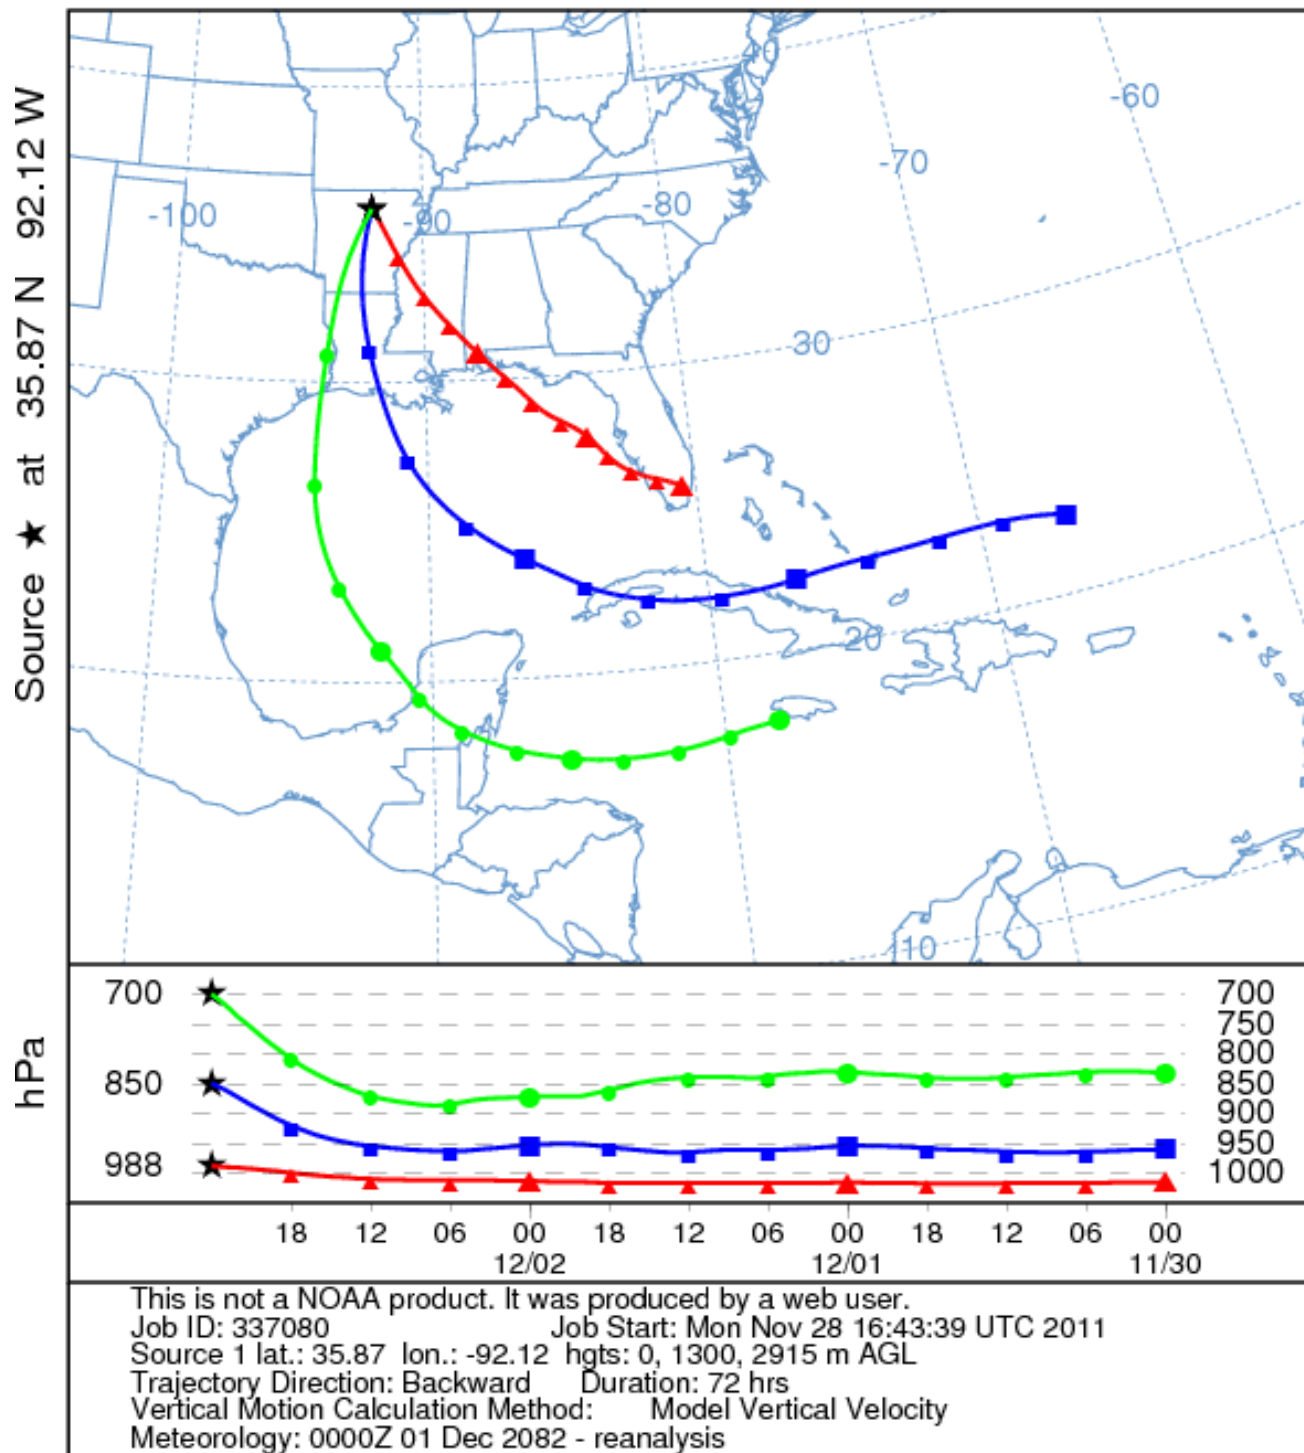 Source ★ at 35.87 N 92.12 W
40
-60
-70
-80
-90
-100
30
20
10
hPa
700 700
750
800
850 850
900
950
988 1000
18 12 06 00 18 12 06 00 18 12 06 00
12/02 12/01 11/30
This is not a NOAA product. It was produced by a web user.
Job ID: 337080 Job Start: Mon Nov 28 16:43:39 UTC 2011
Source 1 lat.: 35.87 lon.: -92.12 hgts: 0, 1300, 2915 m AGL
Trajectory Direction: Backward Duration: 72 hrs
Vertical Motion Calculation Method: Model Vertical Velocity
Meteorology: 0000Z 01 Dec 2082 - reanalysis